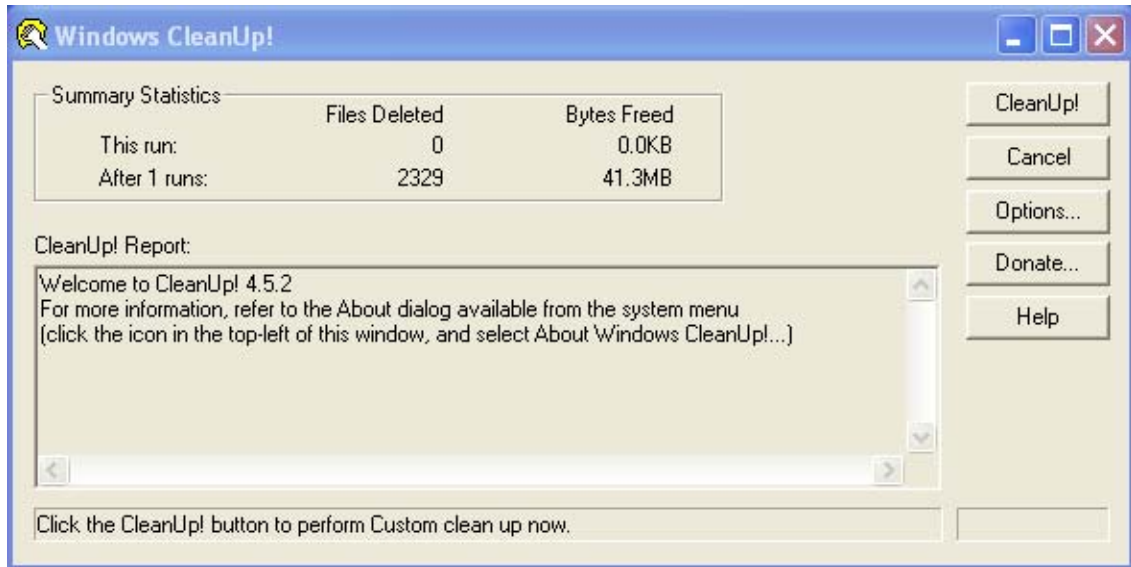 Windows CleanUp!
Summary Statistics
Files Deleted Bytes Freed
This run: 0 0.0KB
After 1 runs: 2329 41.3MB
CleanUp!
Cancel
Options...
Donate...
Help
CleanUp! Report:
Welcome to CleanUp! 4.5.2
For more information, refer to the About dialog available from the system menu
(click the icon in the top-left of this window, and select About Windows CleanUp!...)
Click the CleanUp! button to perform Custom clean up now.